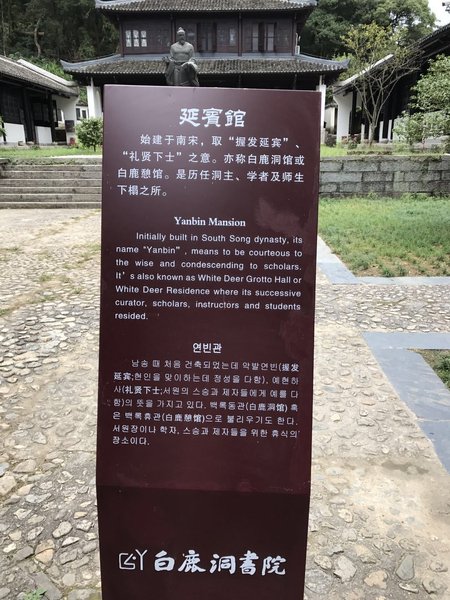 延賓館
始建于南宋，取“握发延宾”、
“礼贤下士”之意。亦称白鹿洞馆或
白鹿憩馆。是历任洞主、学者及师生
下榻之所。
Yanbin Mansion
Initially built in South Song dynasty, its
name "Yanbin", means to be courteous to
the wise and condescending to scholars.
It's also known as White Deer Grotto Hall or
White Deer Residence where its successive
curator, scholars, instructors and students
resided.
연빈관
남송 때 처음 건축되었는데 악발연빈(握发
延宾;현인을 맞이하는데 정성을 다함), 예현하
사(礼贤下士;서원의 스승과 제자들에게 예를 다
함)의 뜻을 가지고 있다. 백록동관(白鹿洞馆) 혹
은 백록휴관(白鹿憩馆)으로 불리우기도 한다.
서원장이나 학자, 스승과 제자들을 위한 휴식의
장소이다.
白鹿洞書院